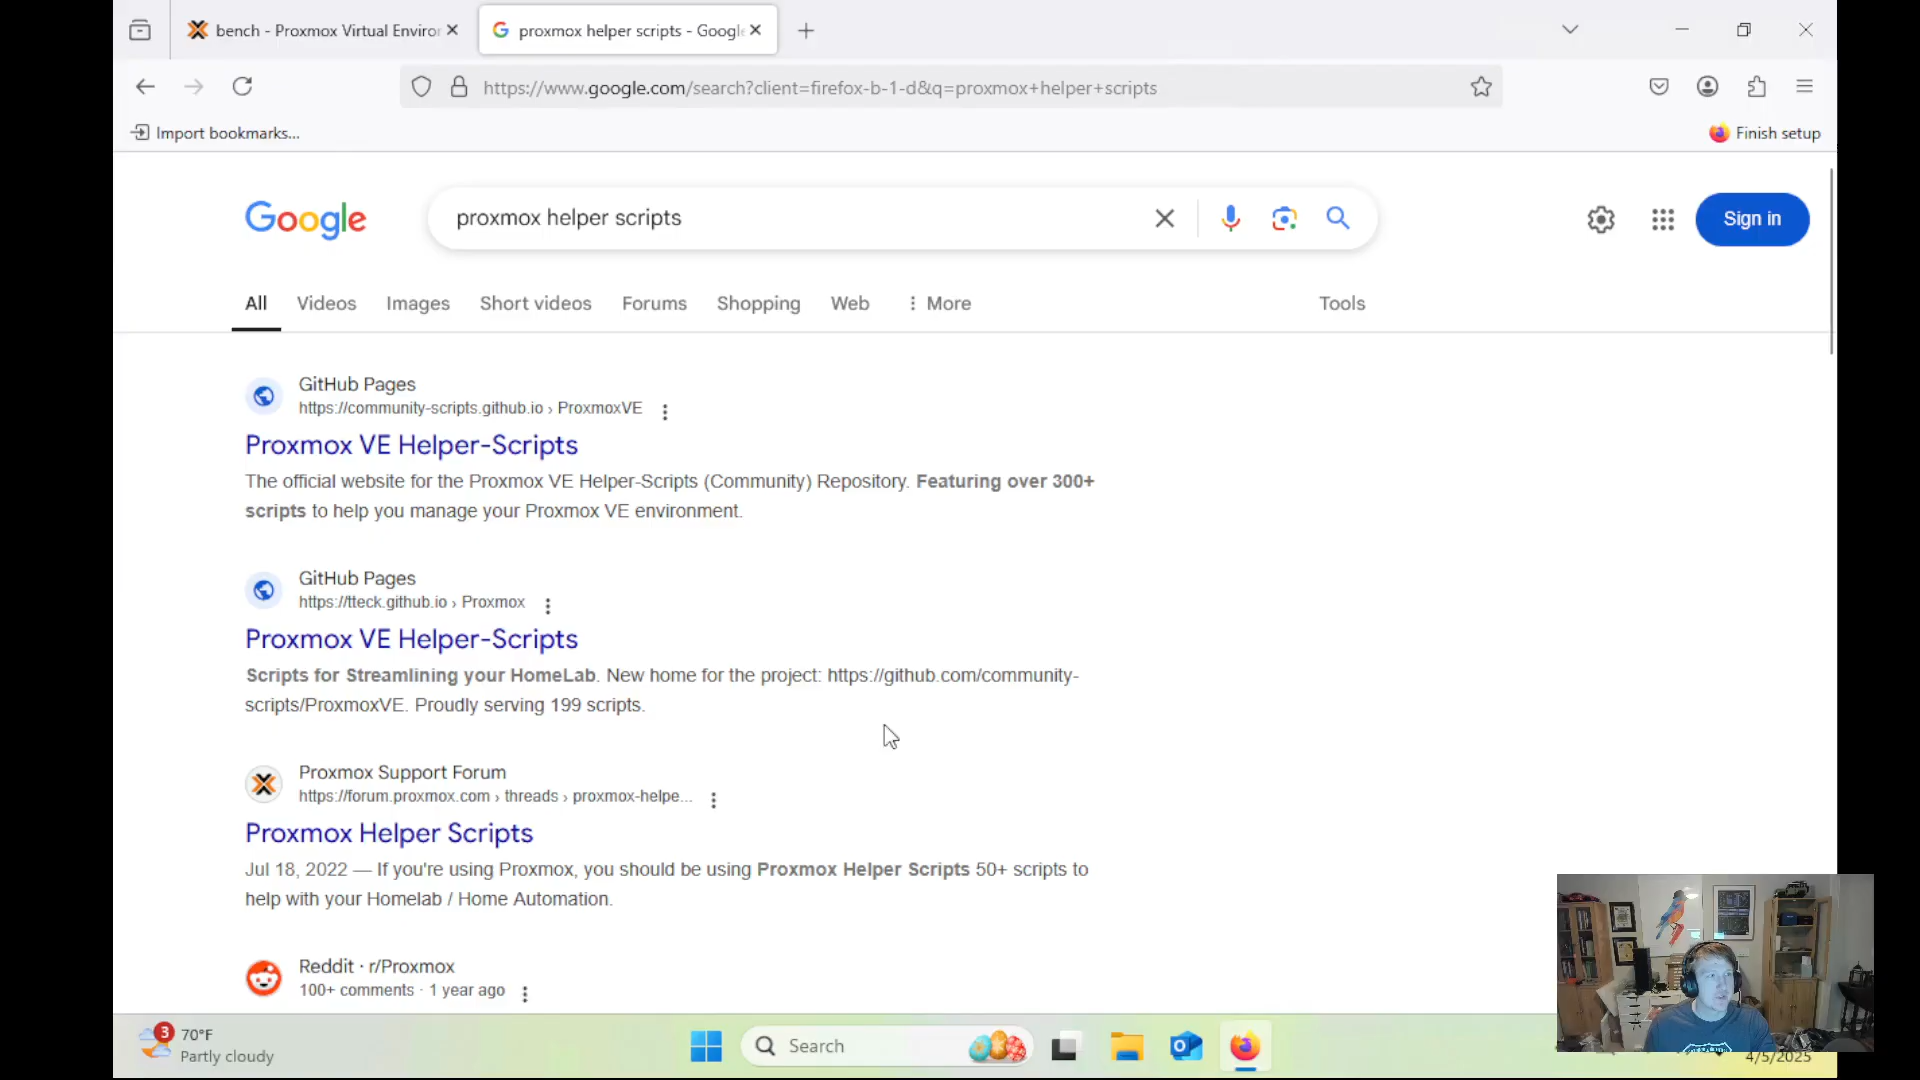 bench - Proxmox Virtual Enviror
proxmox helper scripts - Googl
https://www.google.com/search?client=firefox-b-1-d&q=proxmox+helper+scripts
Import bookmarks...
Finish setup
Google
proxmox helper scripts
Sign in
All
Videos
Images
Short videos
Forums
Shopping
Web
More
Tools
GitHub Pages
https://community-scripts.github.io › ProxmoxVE
Proxmox VE Helper-Scripts
The official website for the Proxmox VE Helper-Scripts (Community) Repository. Featuring over 300+
scripts to help you manage your Proxmox VE environment.
GitHub Pages
https://tteck.github.io › Proxmox
Proxmox VE Helper-Scripts
Scripts for Streamlining your HomeLab. New home for the project: https://github.com/community-
scripts/ProxmoxVE. Proudly serving 199 scripts.
Proxmox Support Forum
https://forum.proxmox.com › threads › proxmox-helpe...
Proxmox Helper Scripts
Jul 18, 2022 — If you're using Proxmox, you should be using Proxmox Helper Scripts 50+ scripts to
help with your Homelab / Home Automation.
Reddit · r/Proxmox
100+ comments · 1 year ago
3
70°F
Partly cloudy
Search
4/5/2025